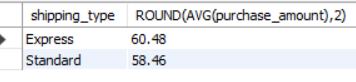 shipping_type ROUND(AVG(purchase_amount),2)
Express 60.48
Standard 58.46